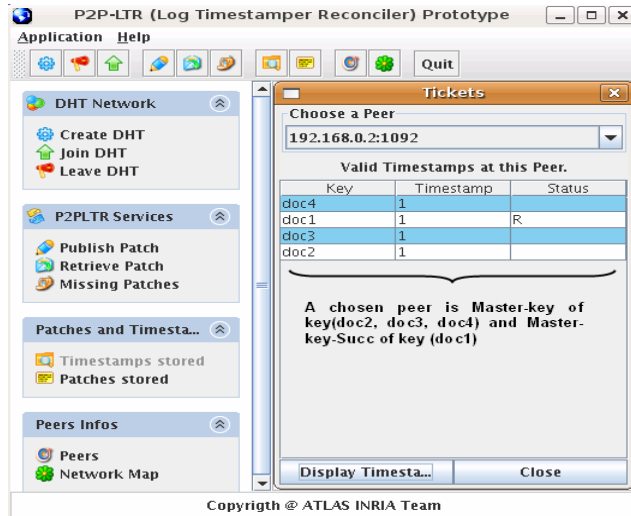 P2P-LTR (Log Timestamper Reconciler) Prototype
Application Help
Quit
DHT Network
Create DHT
Join DHT
Leave DHT
P2PLTR Services
Publish Patch
Retrieve Patch
Missing Patches
Patches and Timesta...
Timestamps stored
Patches stored
Peers Infos
Peers
Network Map
Tickets
Choose a Peer
192.168.0.2:1092
Valid Timestamps at this Peer.
Key Timestamp Status
doc4 1
doc1 1 R
doc3 1
doc2 1
A chosen peer is Master-key of
key(doc2, doc3, doc4) and Master-
key-Succ of key (doc1)
Display Timesta... Close
Copyrigth @ ATLAS INRIA Team